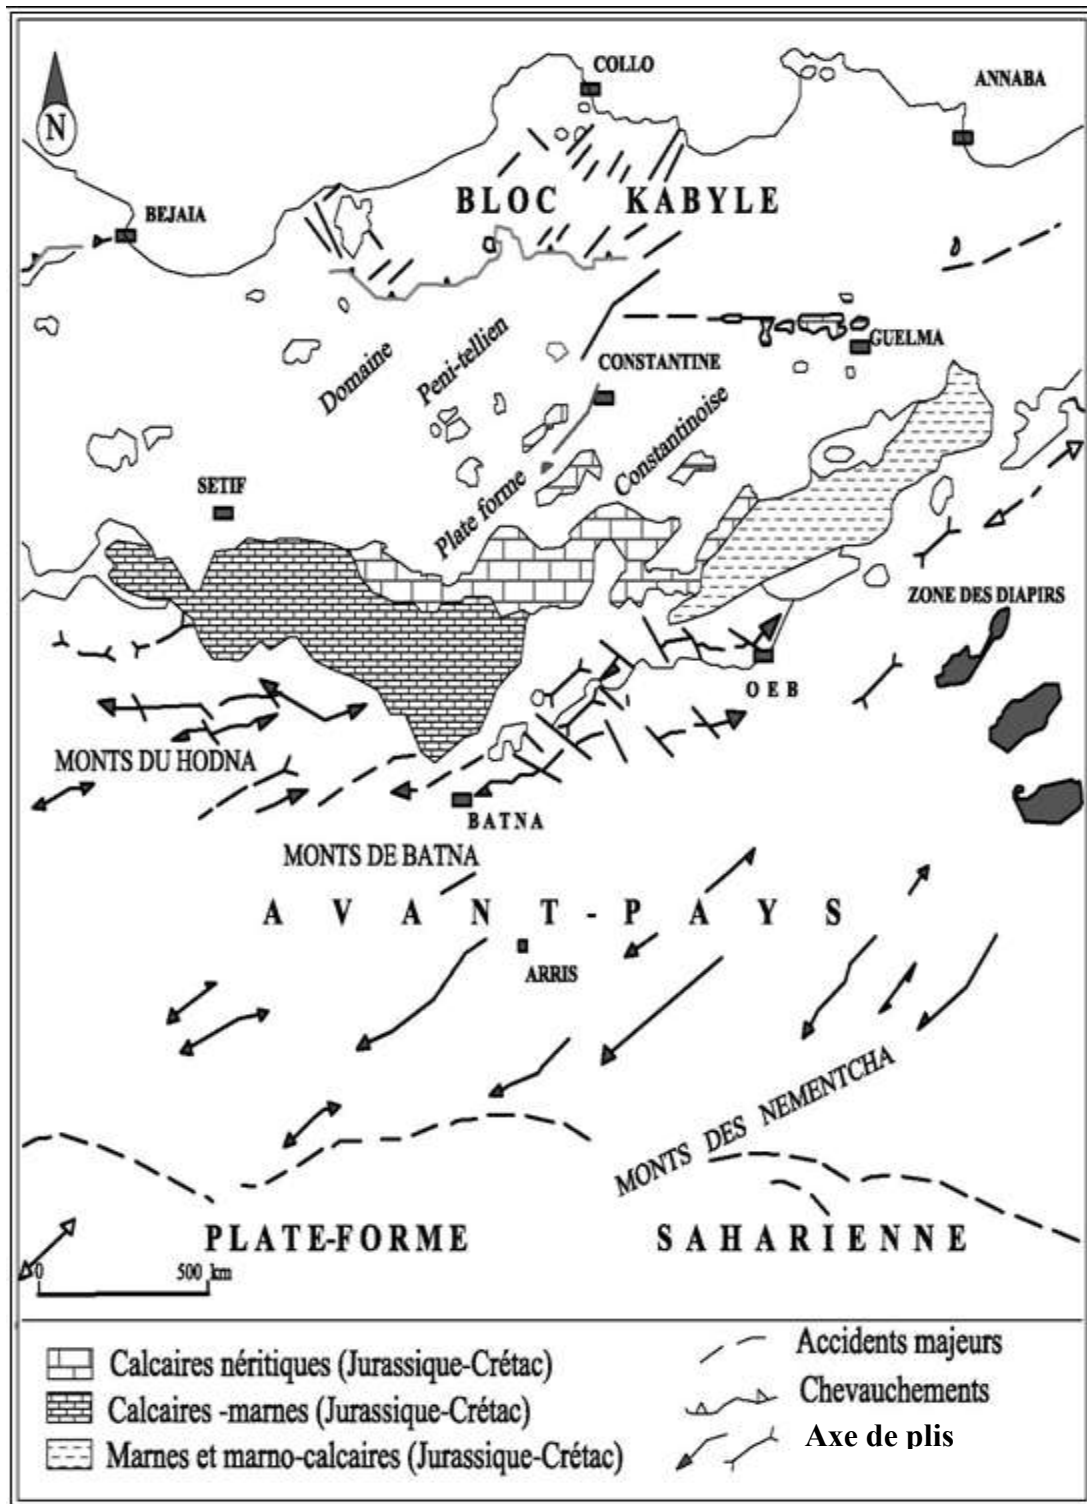 COLLO
ANNABA
N
BLOC KABYLE
BEJAIA
GUELMA
Domaine
Peni-tellien
CONSTANTINE
Constantinoise
SETIF
Plate forme
ZONE DES DIAPIRS
OEB
MONTS DU HODNA
BATNA
MONTS DE BATNA
AVANT-PAYS
ARRIS
MONTS DES NEMENTCHA
PLATE-FORME SAHARIENNE
0 500 km
Calcaires néritiques (Jurassique-Crétac)
Calcaires -marnes (Jurassique-Crétac)
Marnes et marno-calcaires (Jurassique-Crétac)
Accidents majeurs
Chevauchements
Axe de plis